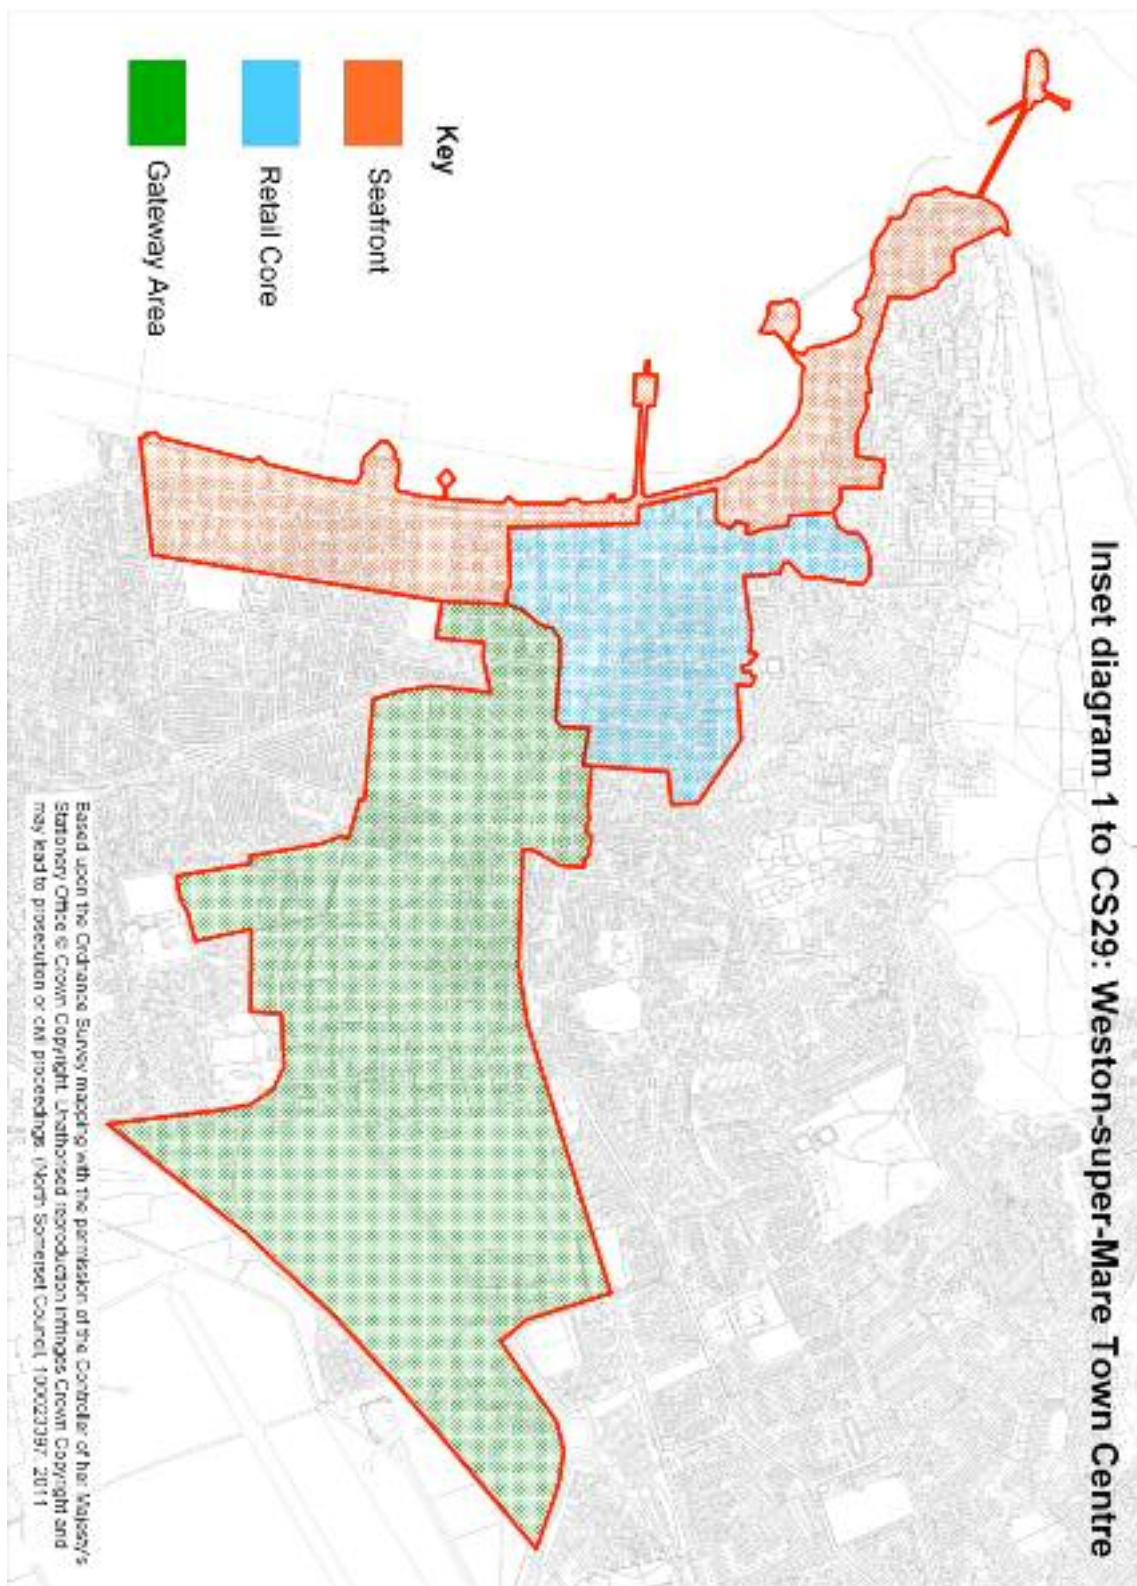 Inset diagram 1 to CS29: Weston-super-Mare Town Centre
Key
Seafront
Retail Core
Gateway Area
Based upon the Ordnance Survey mapping with the permission of the Controller of her Majesty's
Stationery Office © Crown Copyright. Unathorised reproduction infringes Crown Copyright and
may lead to prosecution or civil proceedings. (North Somerset Council, 100023397, 2011